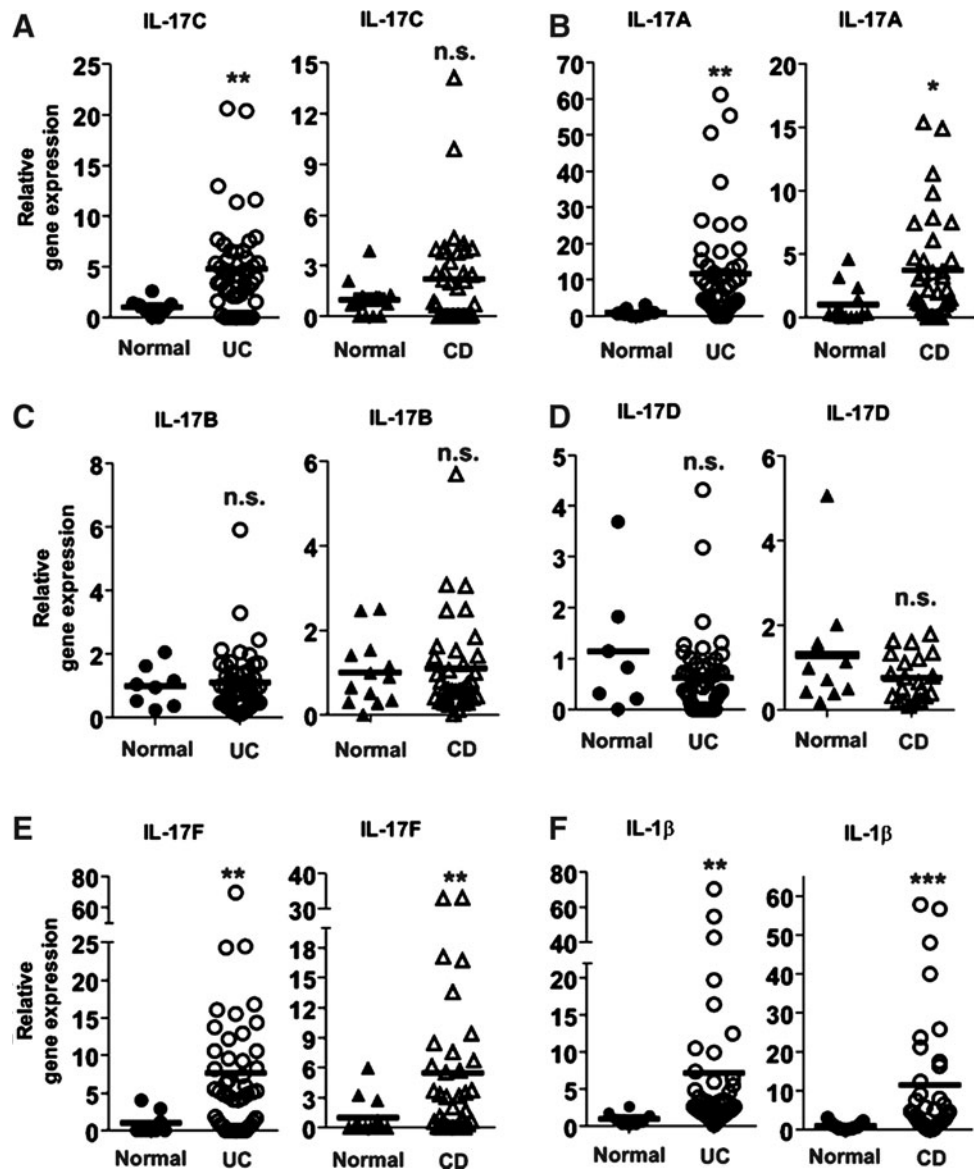 A IL-17C IL-17C B IL-17A IL-17A
Relative gene expression
25 20 15 10 5 0
**
Normal UC
15 12 9 6 3 0
n.s.
Normal CD
70 60 50 40 30 20 10 0
**
Normal UC
20 15 10 5 0
*
Normal CD
C IL-17B IL-17B D IL-17D IL-17D
Relative gene expression
8 6 4 2 0
n.s.
Normal UC
6 4 2 0
n.s.
Normal CD
5 4 3 2 1 0
n.s.
Normal UC
6 4 2 0
n.s.
Normal CD
E IL-17F IL-17F F IL-1β IL-1β
Relative gene expression
80 60 25 20 15 10 5 0
**
Normal UC
40 30 18 15 12 9 6 3 0
**
Normal CD
80 60 40 20 15 10 5 0
**
Normal UC
60 50 40 30 20 10 0
***
Normal CD